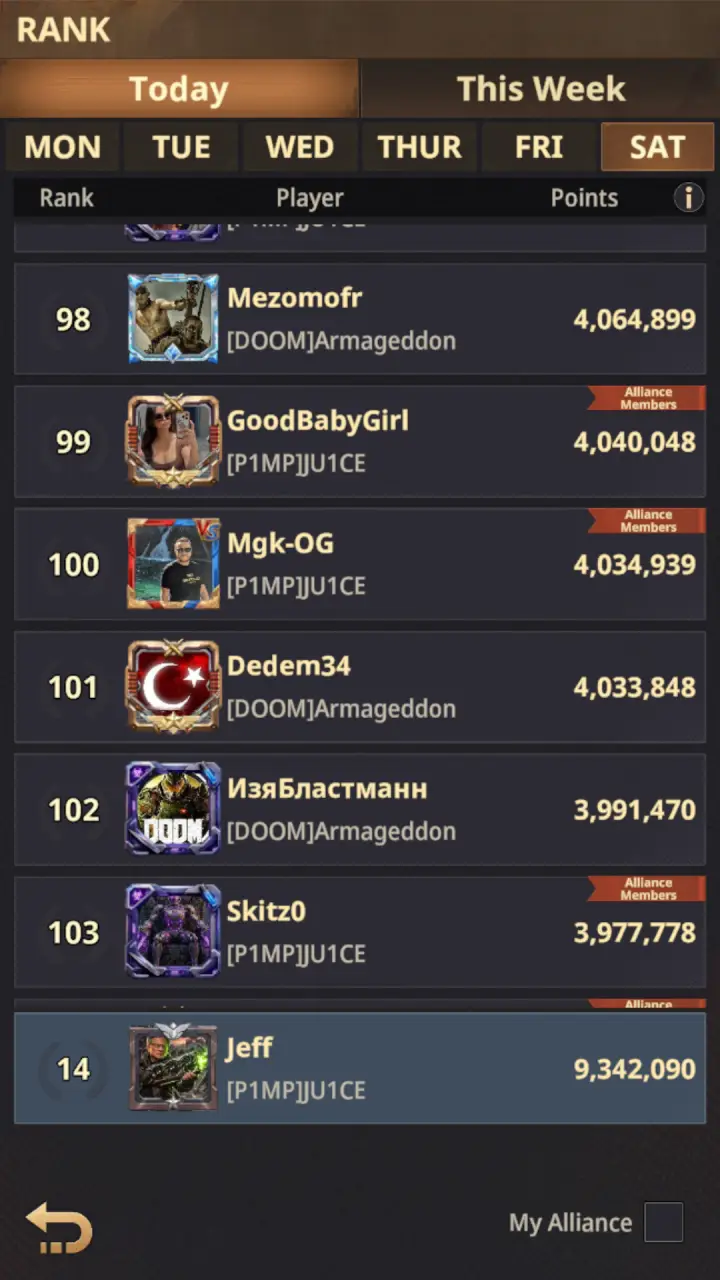 RANK
Today
This Week
MON
TUE
WED
THUR
FRI
SAT
Rank
Player
Points
98
Mezomofr
[DOOM]Armageddon
4,064,899
Alliance
Members
99
GoodBabyGirl
[P1MP]JU1CE
4,040,048
Alliance
Members
100
Mgk-OG
[P1MP]JU1CE
4,034,939
101
Dedem34
[DOOM]Armageddon
4,033,848
102
DOOM
ИзяБластманн
[DOOM]Armageddon
3,991,470
Alliance
Members
103
Skitz0
[P1MP]JU1CE
3,977,778
Alliance
14
Jeff
[P1MP]JU1CE
9,342,090
My Alliance